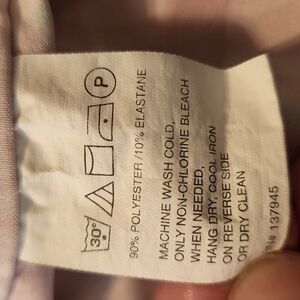 30°
P
90% POLYESTER /10% ELASTANE
MACHINE WASH COLD,
ONLY NON-CHLORINE BLEACH
WHEN NEEDED,
HANG DRY, COOL IRON
ON REVERSE SIDE
OR DRY CLEAN
137945